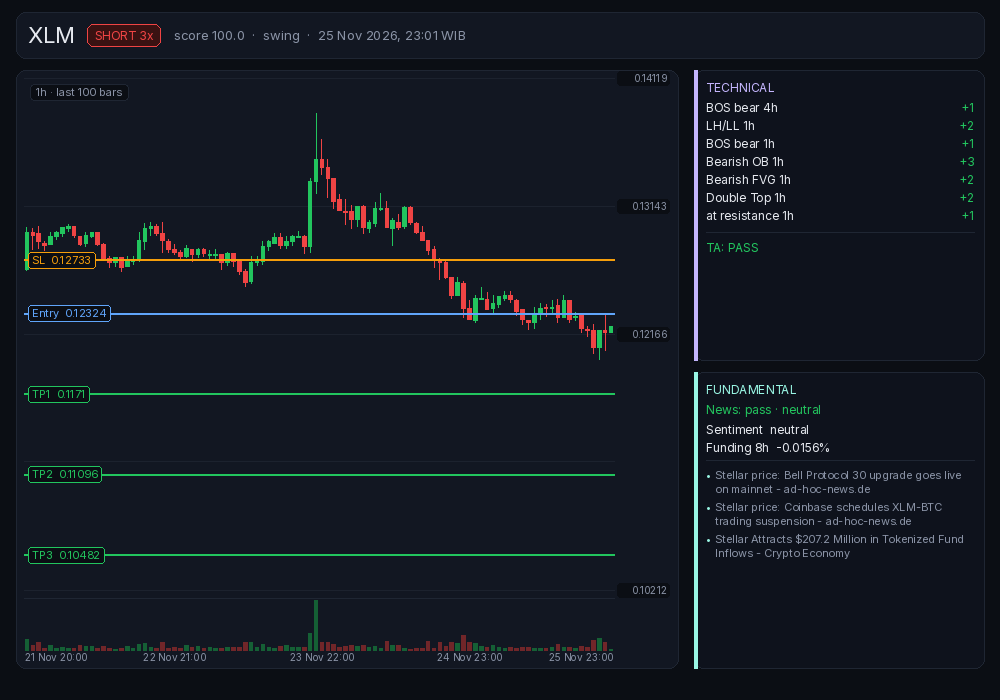 XLM SHORT 3x score 100.0 · swing · 25 Nov 2026, 23:01 WIB
1h · last 100 bars
0.14119
0.13143
SL 0.12733
Entry 0.12324
0.12166
TP1 0.1171
TP2 0.11096
TP3 0.10482
0.10212
21 Nov 20:00 22 Nov 21:00 23 Nov 22:00 24 Nov 23:00 25 Nov 23:00
TECHNICAL
BOS bear 4h +1
LH/LL 1h +2
BOS bear 1h +1
Bearish OB 1h +3
Bearish FVG 1h +2
Double Top 1h +2
at resistance 1h +1
TA: PASS
FUNDAMENTAL
News: pass · neutral
Sentiment neutral
Funding 8h -0.0156%
• Stellar price: Bell Protocol 30 upgrade goes live
on mainnet - ad-hoc-news.de
• Stellar price: Coinbase schedules XLM-BTC
trading suspension - ad-hoc-news.de
• Stellar Attracts $207.2 Million in Tokenized Fund
Inflows - Crypto Economy